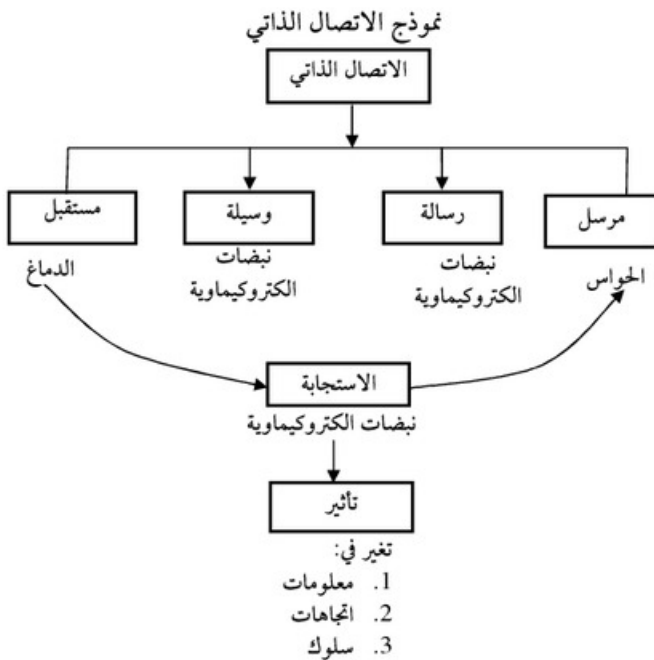 نموذج الاتصال الذاتي
الاتصال الذاتي
مرسل
رسالة
وسيلة
مستقبل
الحواس
نبضات
الكتروكيماوية
نبضات
الكتروكيماوية
الدماغ
الاستجابة
نبضات الكتروكيماوية
تأثير
تغير في:
1. معلومات
2. اتجاهات
3. سلوك